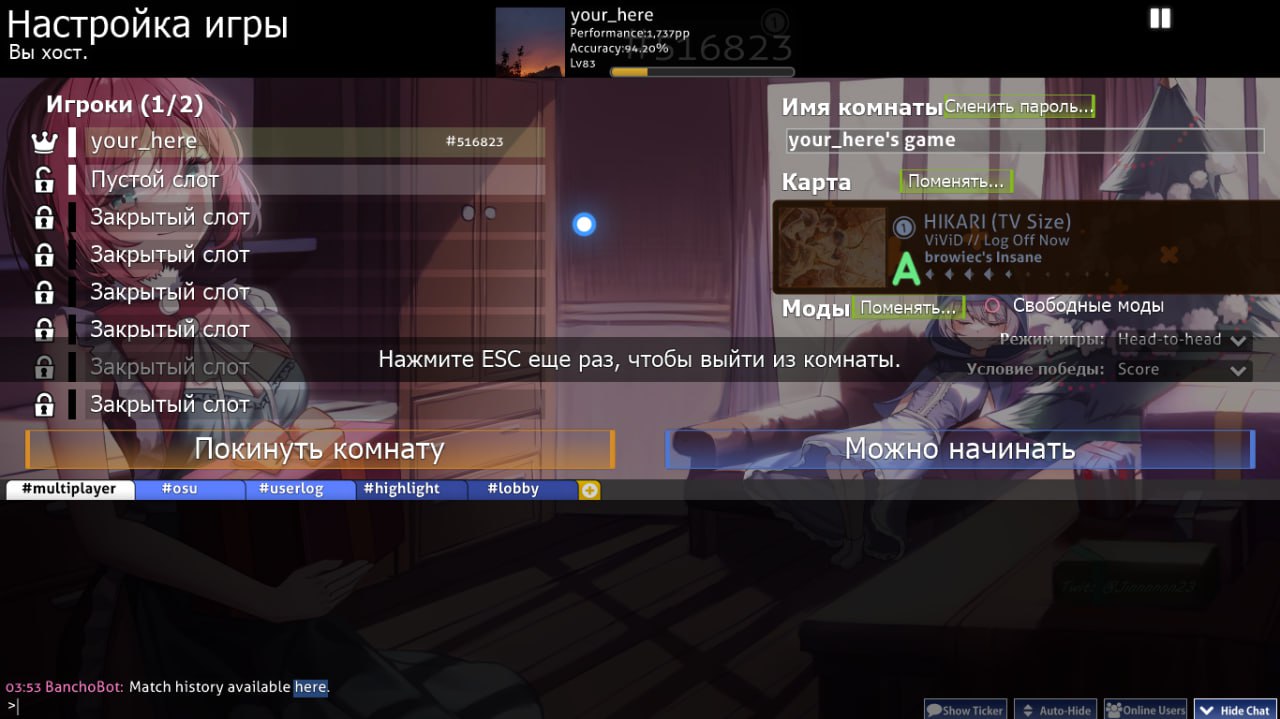 Настройка игры
Вы хост.
your_here
Performance:1,737pp
Accuracy:94.20%
Lv83
#516823
Игроки (1/2)
your_here #516823
Пустой слот
Закрытый слот
Закрытый слот
Закрытый слот
Закрытый слот
Закрытый слот
Закрытый слот
Имя комнаты Сменить пароль...
your_here's game
Карта Поменять...
HIKARI (TV Size)
ViViD // Log Off Now
browiec's Insane
A
Моды Поменять... Свободные моды
Режим игры: Head-to-head
Условие победы: Score
Нажмите ESC еще раз, чтобы выйти из комнаты.
Покинуть комнату
Можно начинать
#multiplayer #osu #userlog #highlight #lobby
03:53 BanchoBot: Match history available here.
>
Show Ticker Auto-Hide Online Users Hide Chat